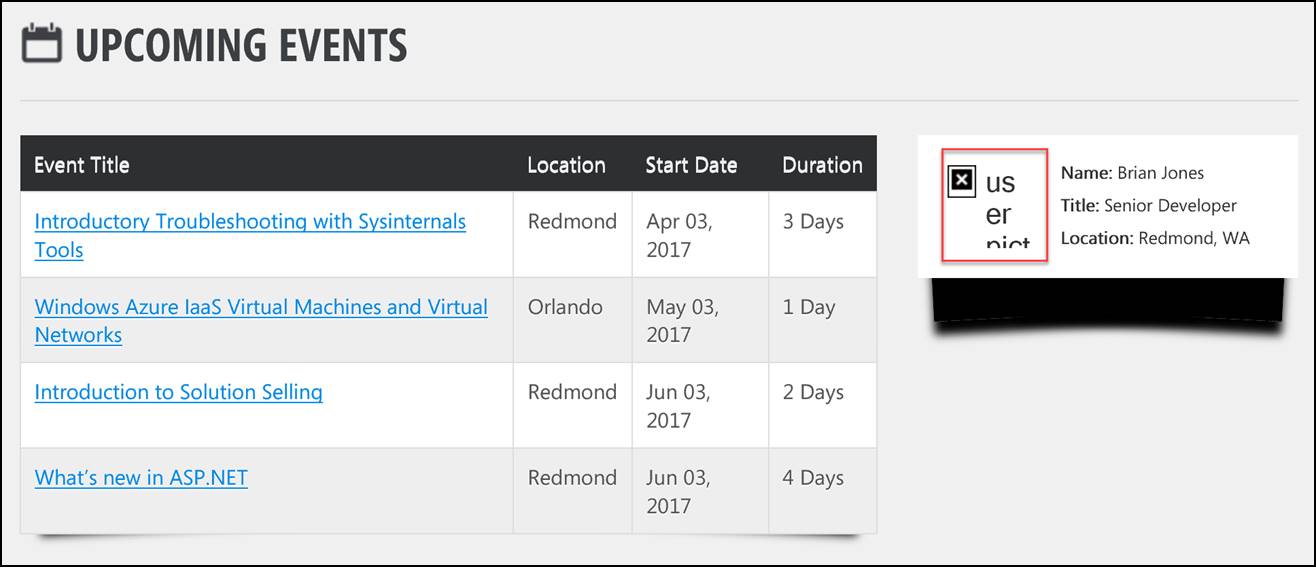 UPCOMING EVENTS
Event Title Location Start Date Duration
Introductory Troubleshooting with Sysinternals Redmond Apr 03, 3 Days
Tools 2017
Windows Azure IaaS Virtual Machines and Virtual Orlando May 03, 1 Day
Networks 2017
Introduction to Solution Selling Redmond Jun 03, 2 Days
2017
What’s new in ASP.NET Redmond Jun 03, 4 Days
2017
us
er
pict
Name: Brian Jones
Title: Senior Developer
Location: Redmond, WA